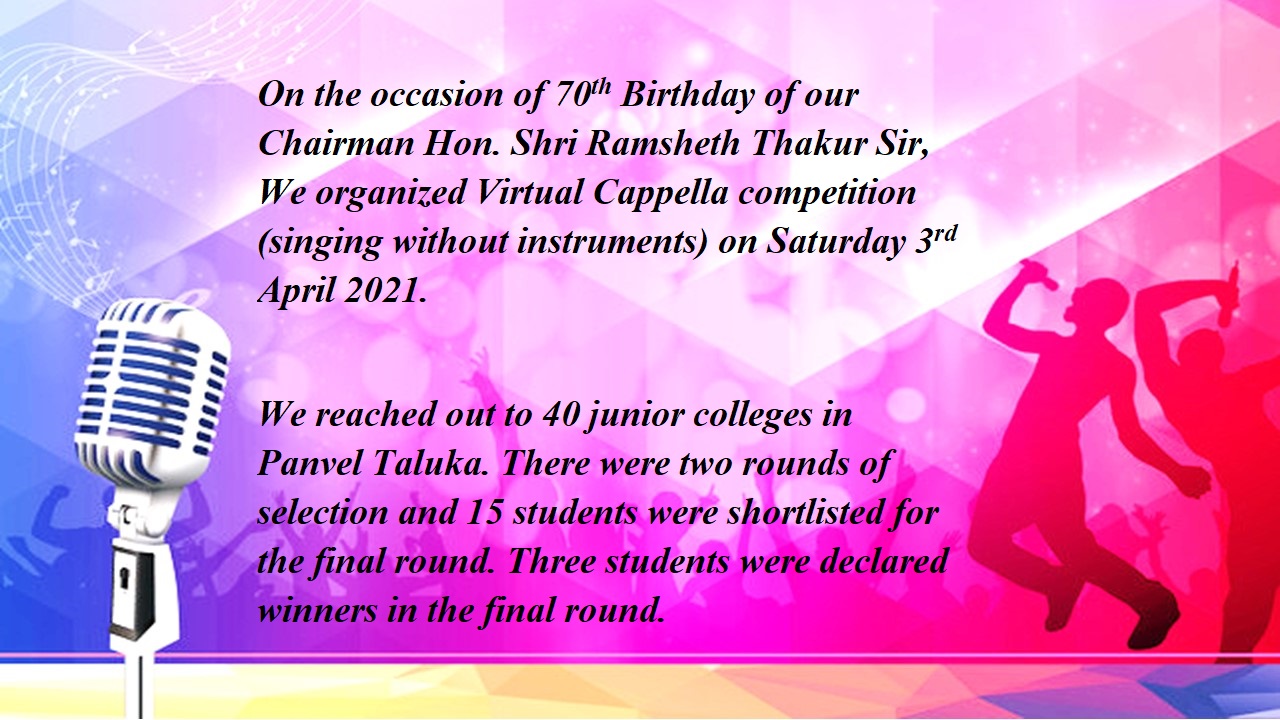 On the occasion of 70th Birthday of our
Chairman Hon. Shri Ramsheth Thakur Sir,
We organized Virtual Cappella competition
(singing without instruments) on Saturday 3rd
April 2021.
We reached out to 40 junior colleges in
Panvel Taluka. There were two rounds of
selection and 15 students were shortlisted for
the final round. Three students were declared
winners in the final round.